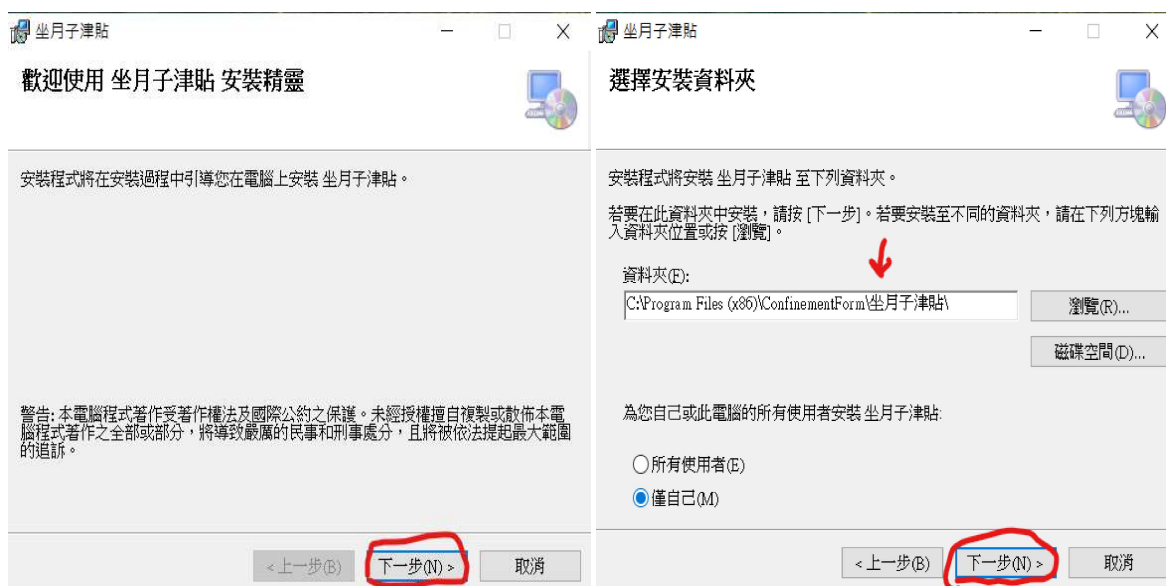 坐月子津貼
歡迎使用 坐月子津貼 安裝精靈
安裝程式將在安裝過程中引導您在電腦上安裝 坐月子津貼。
警告: 本電腦程式著作受著作權法及國際公約之保護。未經授權擅自複製或散佈本電
腦程式著作之全部或部分,將導致嚴厲的民事和刑事處分,且將被依法提起最大範圍
的追訴。
<上一步(B)
下一步(N) >
取消
坐月子津貼
選擇安裝資料夾
安裝程式將安裝 坐月子津貼 至下列資料夾。
若要在此資料夾中安裝,請按 [下一步]。若要安裝至不同的資料夾,請在下列方塊輸
入資料夾位置或按 [瀏覽]。
資料夾(F):
C:\Program Files (x86)\ConfinementForm\坐月子津貼\
瀏覽(R)...
磁碟空間(D)...
為您自己或此電腦的所有使用者安裝 坐月子津貼:
所有使用者(E)
僅自己(M)
<上一步(B)
下一步(N) >
取消